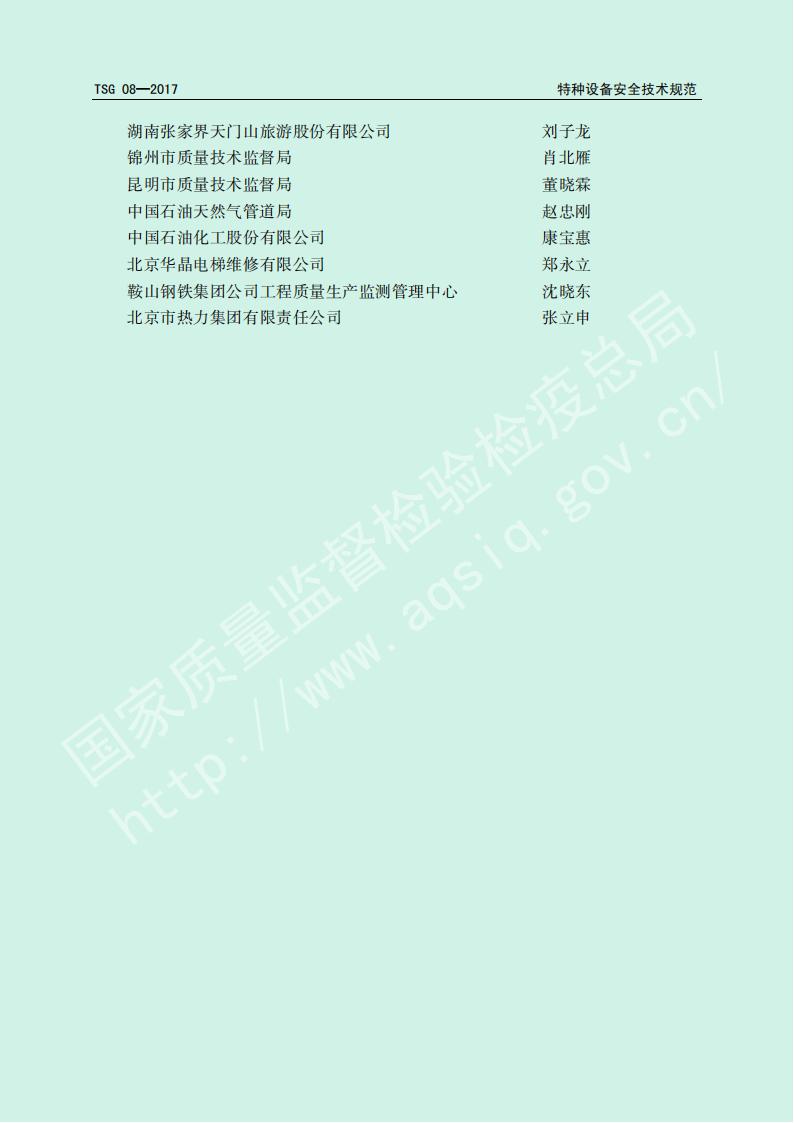 TSG 08—2017 特种设备安全技术规范
湖南张家界天门山旅游股份有限公司 刘子龙
锦州市质量技术监督局 肖北雁
昆明市质量技术监督局 董晓霖
中国石油天然气管道局 赵忠刚
中国石油化工股份有限公司 康宝惠
北京华晶电梯维修有限公司 郑永立
鞍山钢铁集团公司工程质量生产监测管理中心 沈晓东
北京市热力集团有限责任公司 张立申
国家质量监督检验检疫总局
http://www.aqsiq.gov.cn/